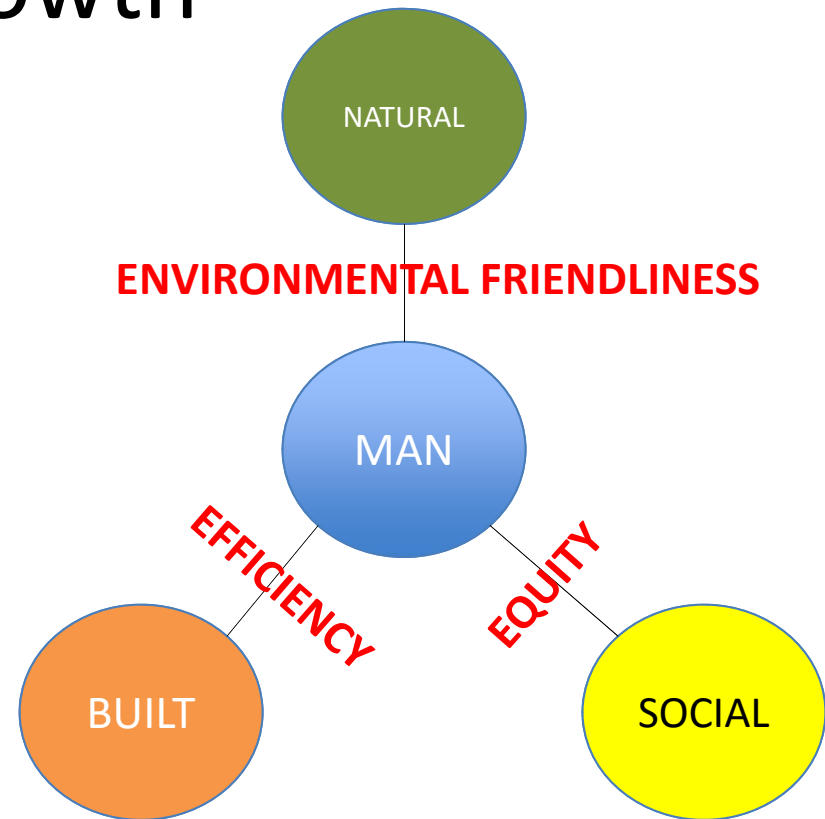 NATURAL
ENVIRONMENTAL FRIENDLINESS
MAN
EFFICIENCY
EQUITY
BUILT
SOCIAL